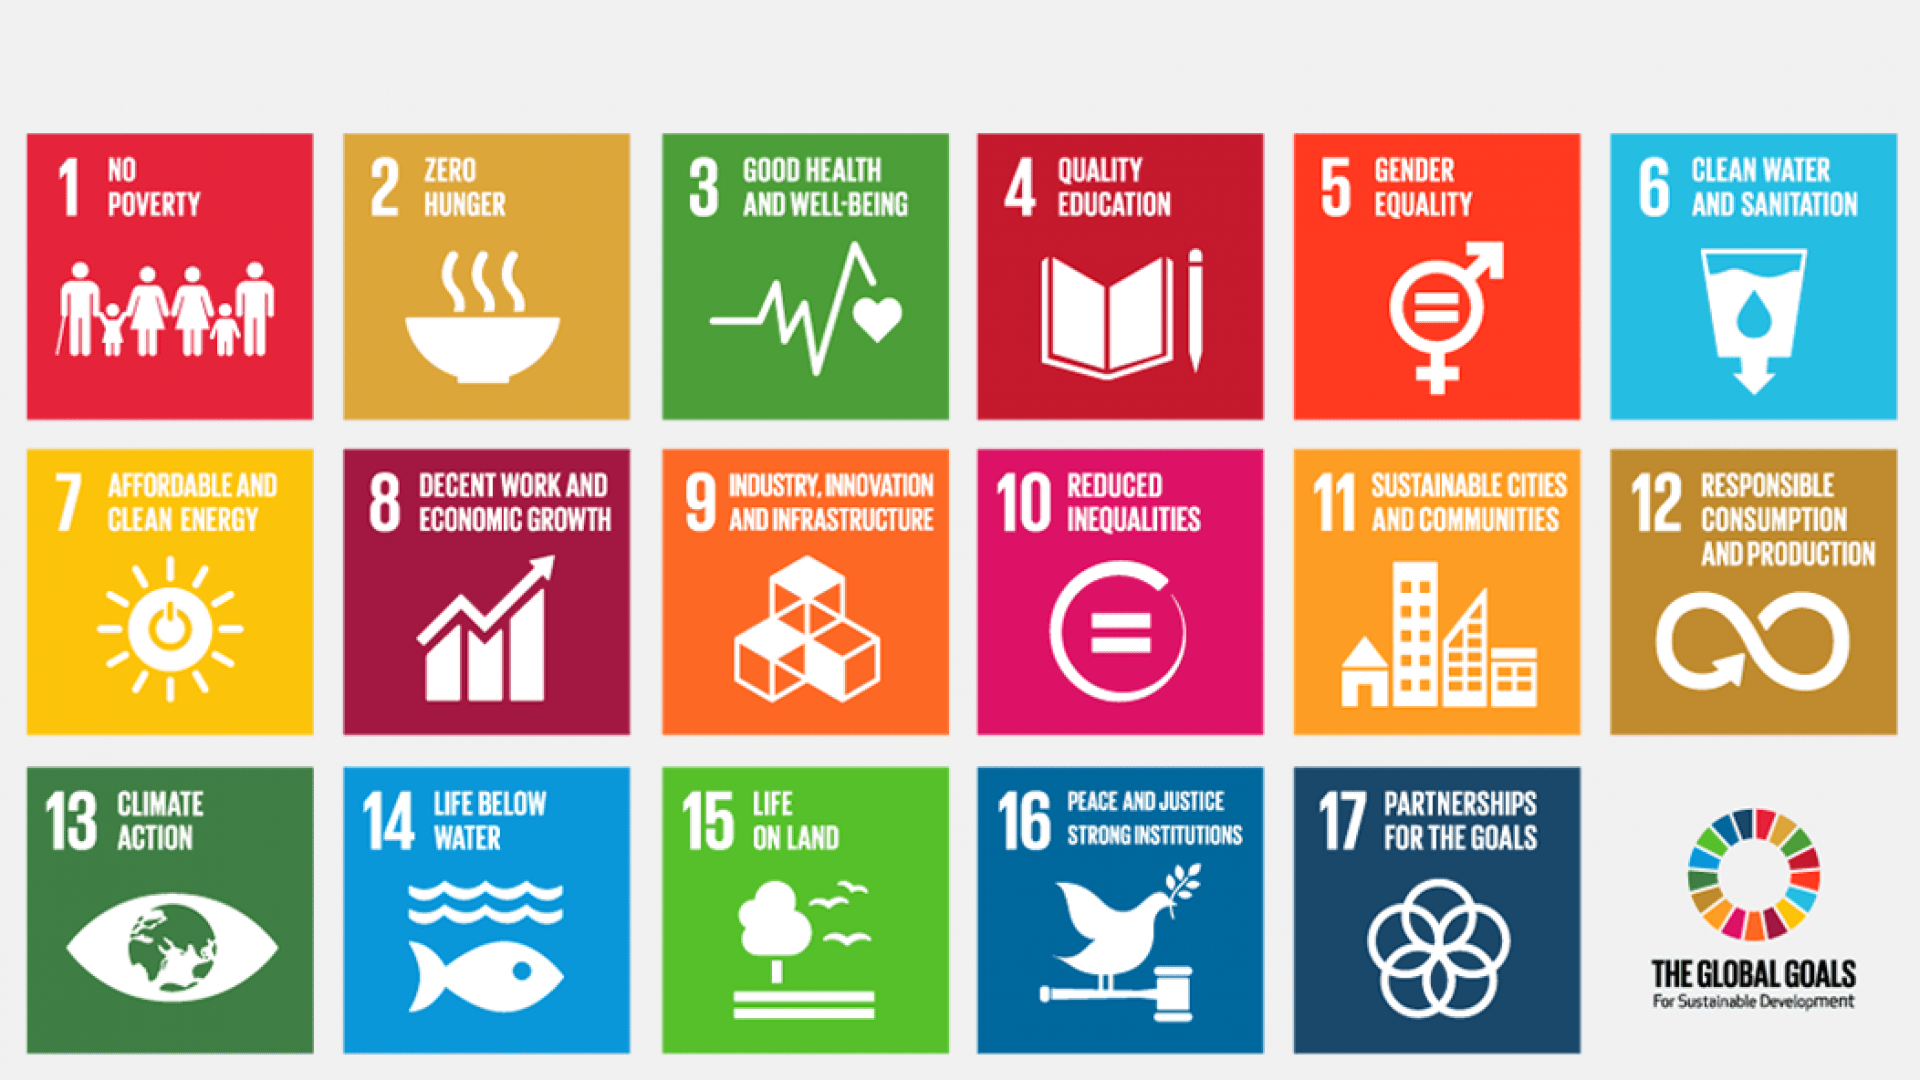 1 NO
POVERTY
2 ZERO
HUNGER
3 GOOD HEALTH
AND WELL-BEING
4 QUALITY
EDUCATION
5 GENDER
EQUALITY
6 CLEAN WATER
AND SANITATION
7 AFFORDABLE AND
CLEAN ENERGY
8 DECENT WORK AND
ECONOMIC GROWTH
9 INDUSTRY, INNOVATION
AND INFRASTRUCTURE
10 REDUCED
INEQUALITIES
11 SUSTAINABLE CITIES
AND COMMUNITIES
12 RESPONSIBLE
CONSUMPTION
AND PRODUCTION
13 CLIMATE
ACTION
14 LIFE BELOW
WATER
15 LIFE
ON LAND
16 PEACE AND JUSTICE
STRONG INSTITUTIONS
17 PARTNERSHIPS
FOR THE GOALS
THE GLOBAL GOALS
For Sustainable Development